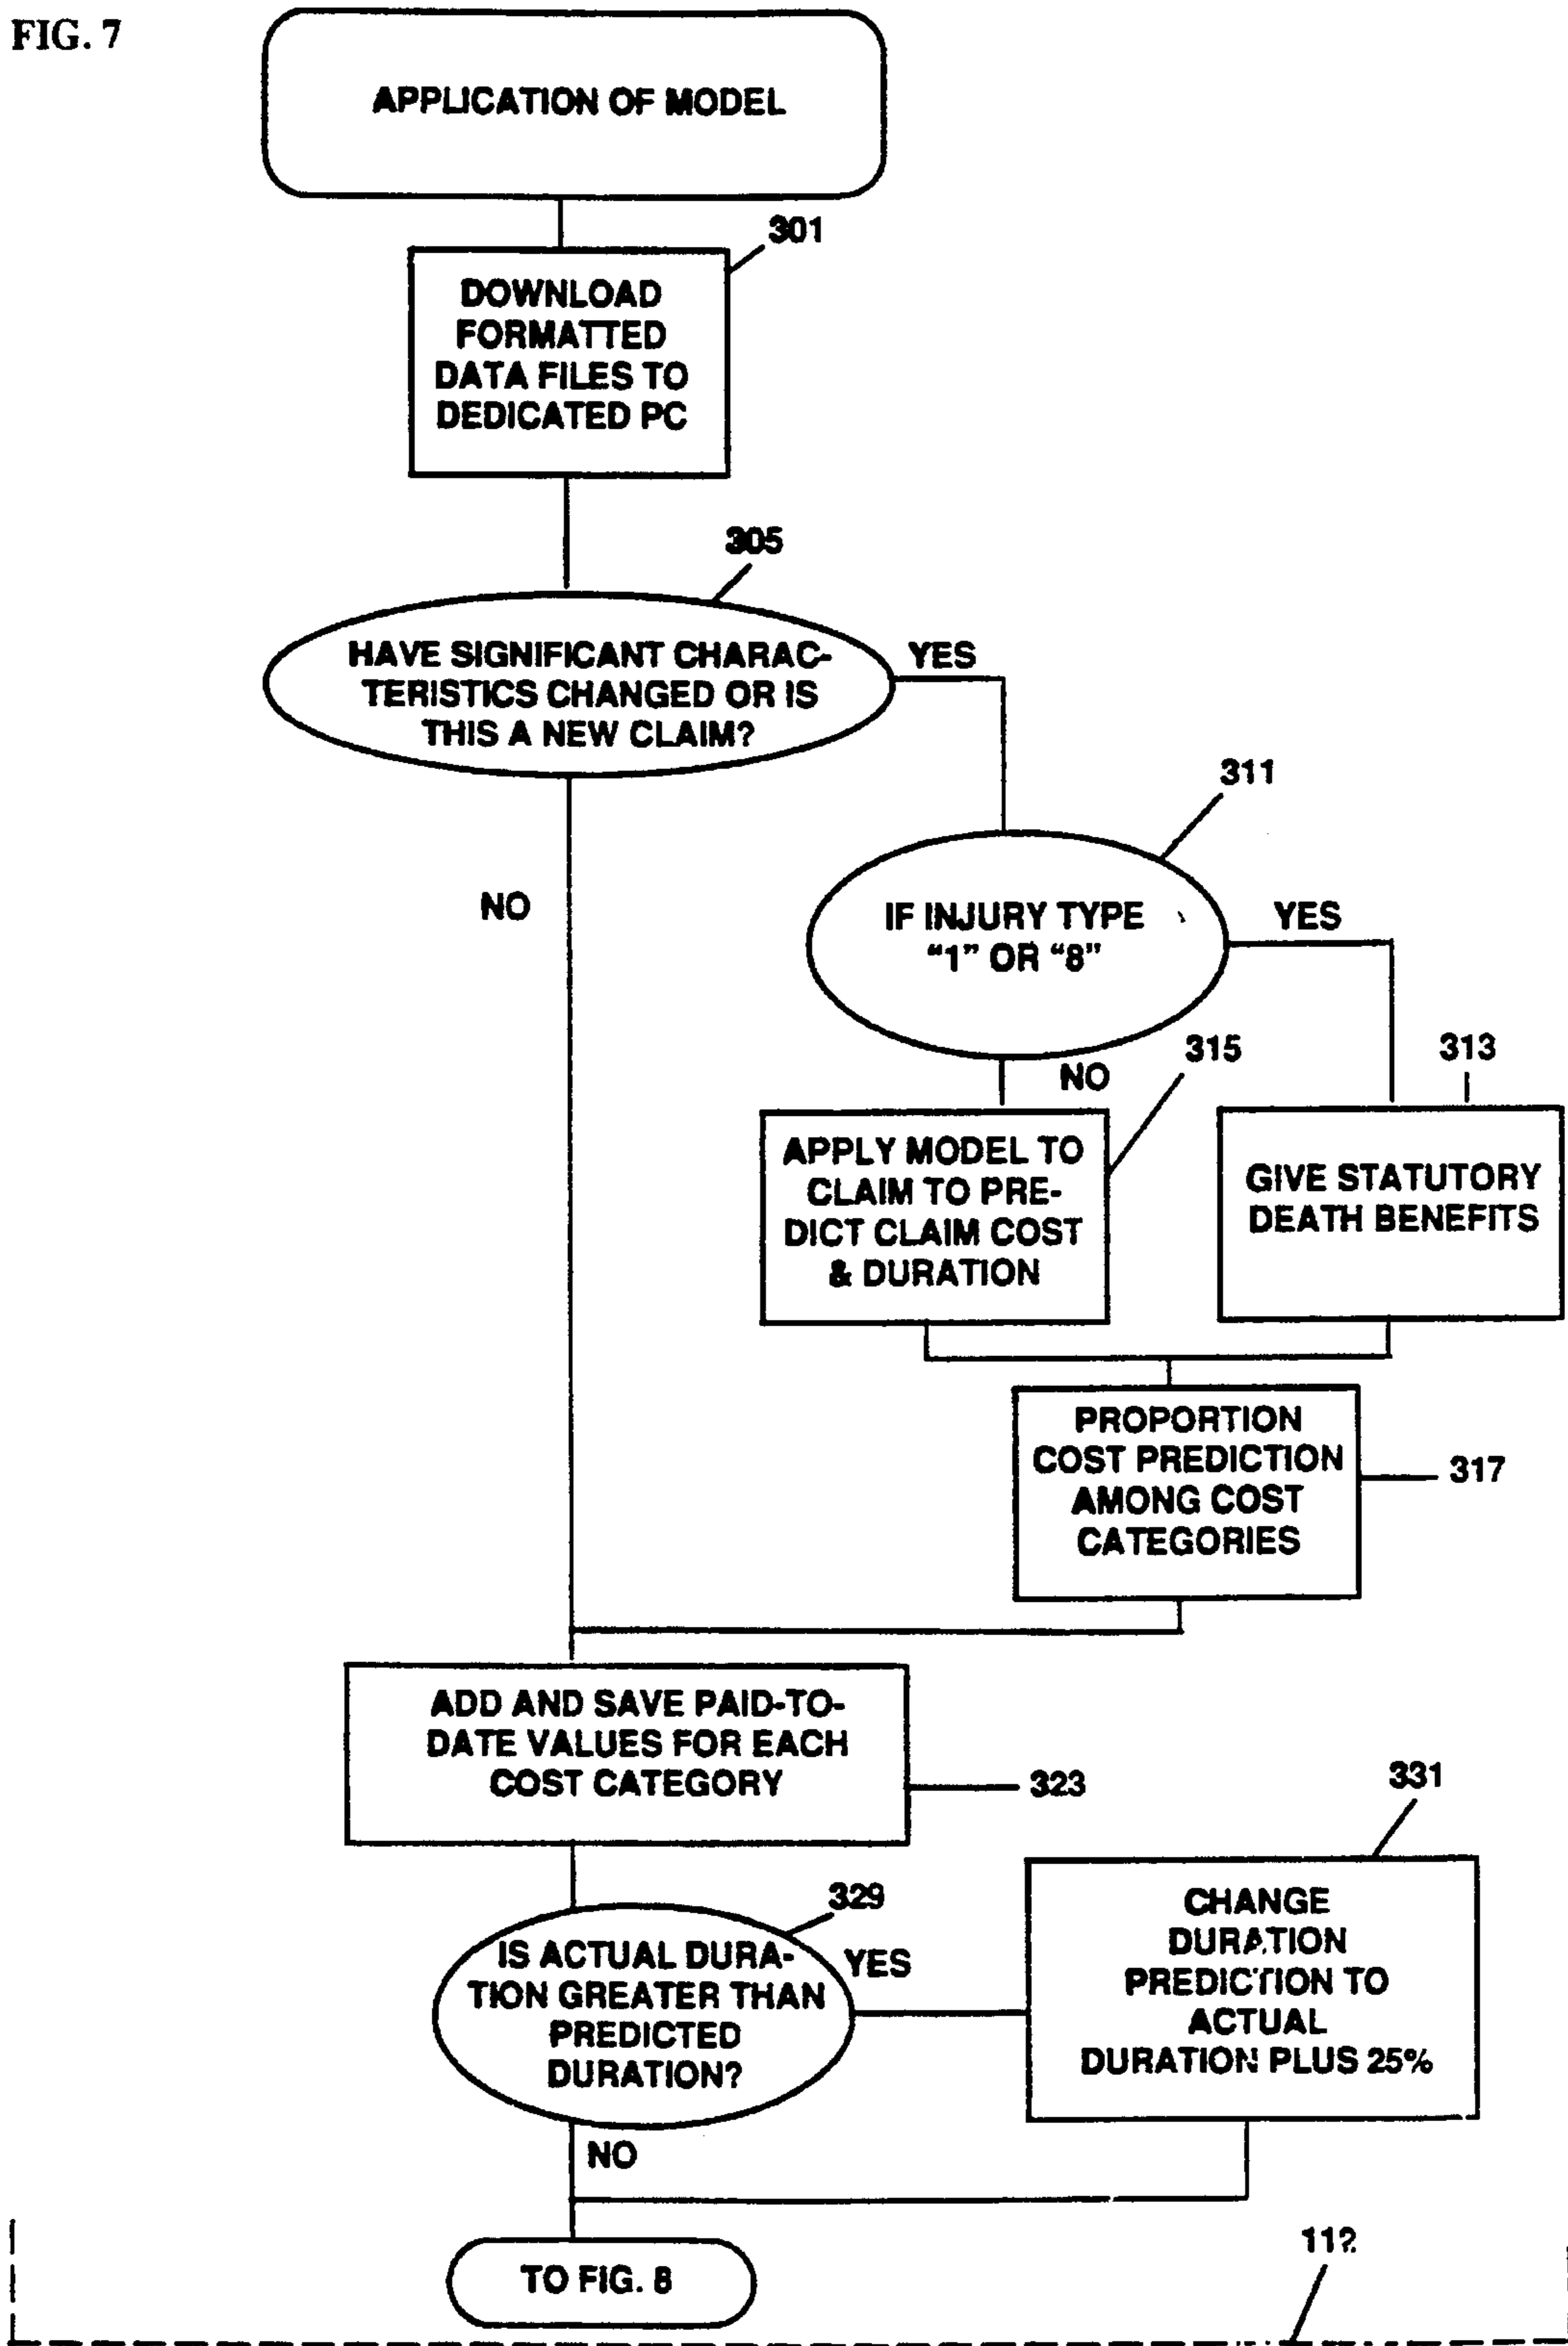 FIG. 7
APPLICATION OF MODEL
301
DOWNLOAD
FORMATTED
DATA FILES TO
DEDICATED PC
305
HAVE SIGNIFICANT CHARAC-
TERISTICS CHANGED OR IS
THIS A NEW CLAIM?
YES
NO
311
IF INJURY TYPE
“1” OR “8”
YES
NO
315
APPLY MODEL TO
CLAIM TO PRE-
DICT CLAIM COST
& DURATION
313
GIVE STATUTORY
DEATH BENEFITS
PROPORTION
COST PREDICTION
AMONG COST
CATEGORIES
317
ADD AND SAVE PAID-TO-
DATE VALUES FOR EACH
COST CATEGORY
323
329
IS ACTUAL DURA-
TION GREATER THAN
PREDICTED
DURATION?
YES
NO
331
CHANGE
DURATION
PREDICTION TO
ACTUAL
DURATION PLUS 25%
TO FIG. 8
112